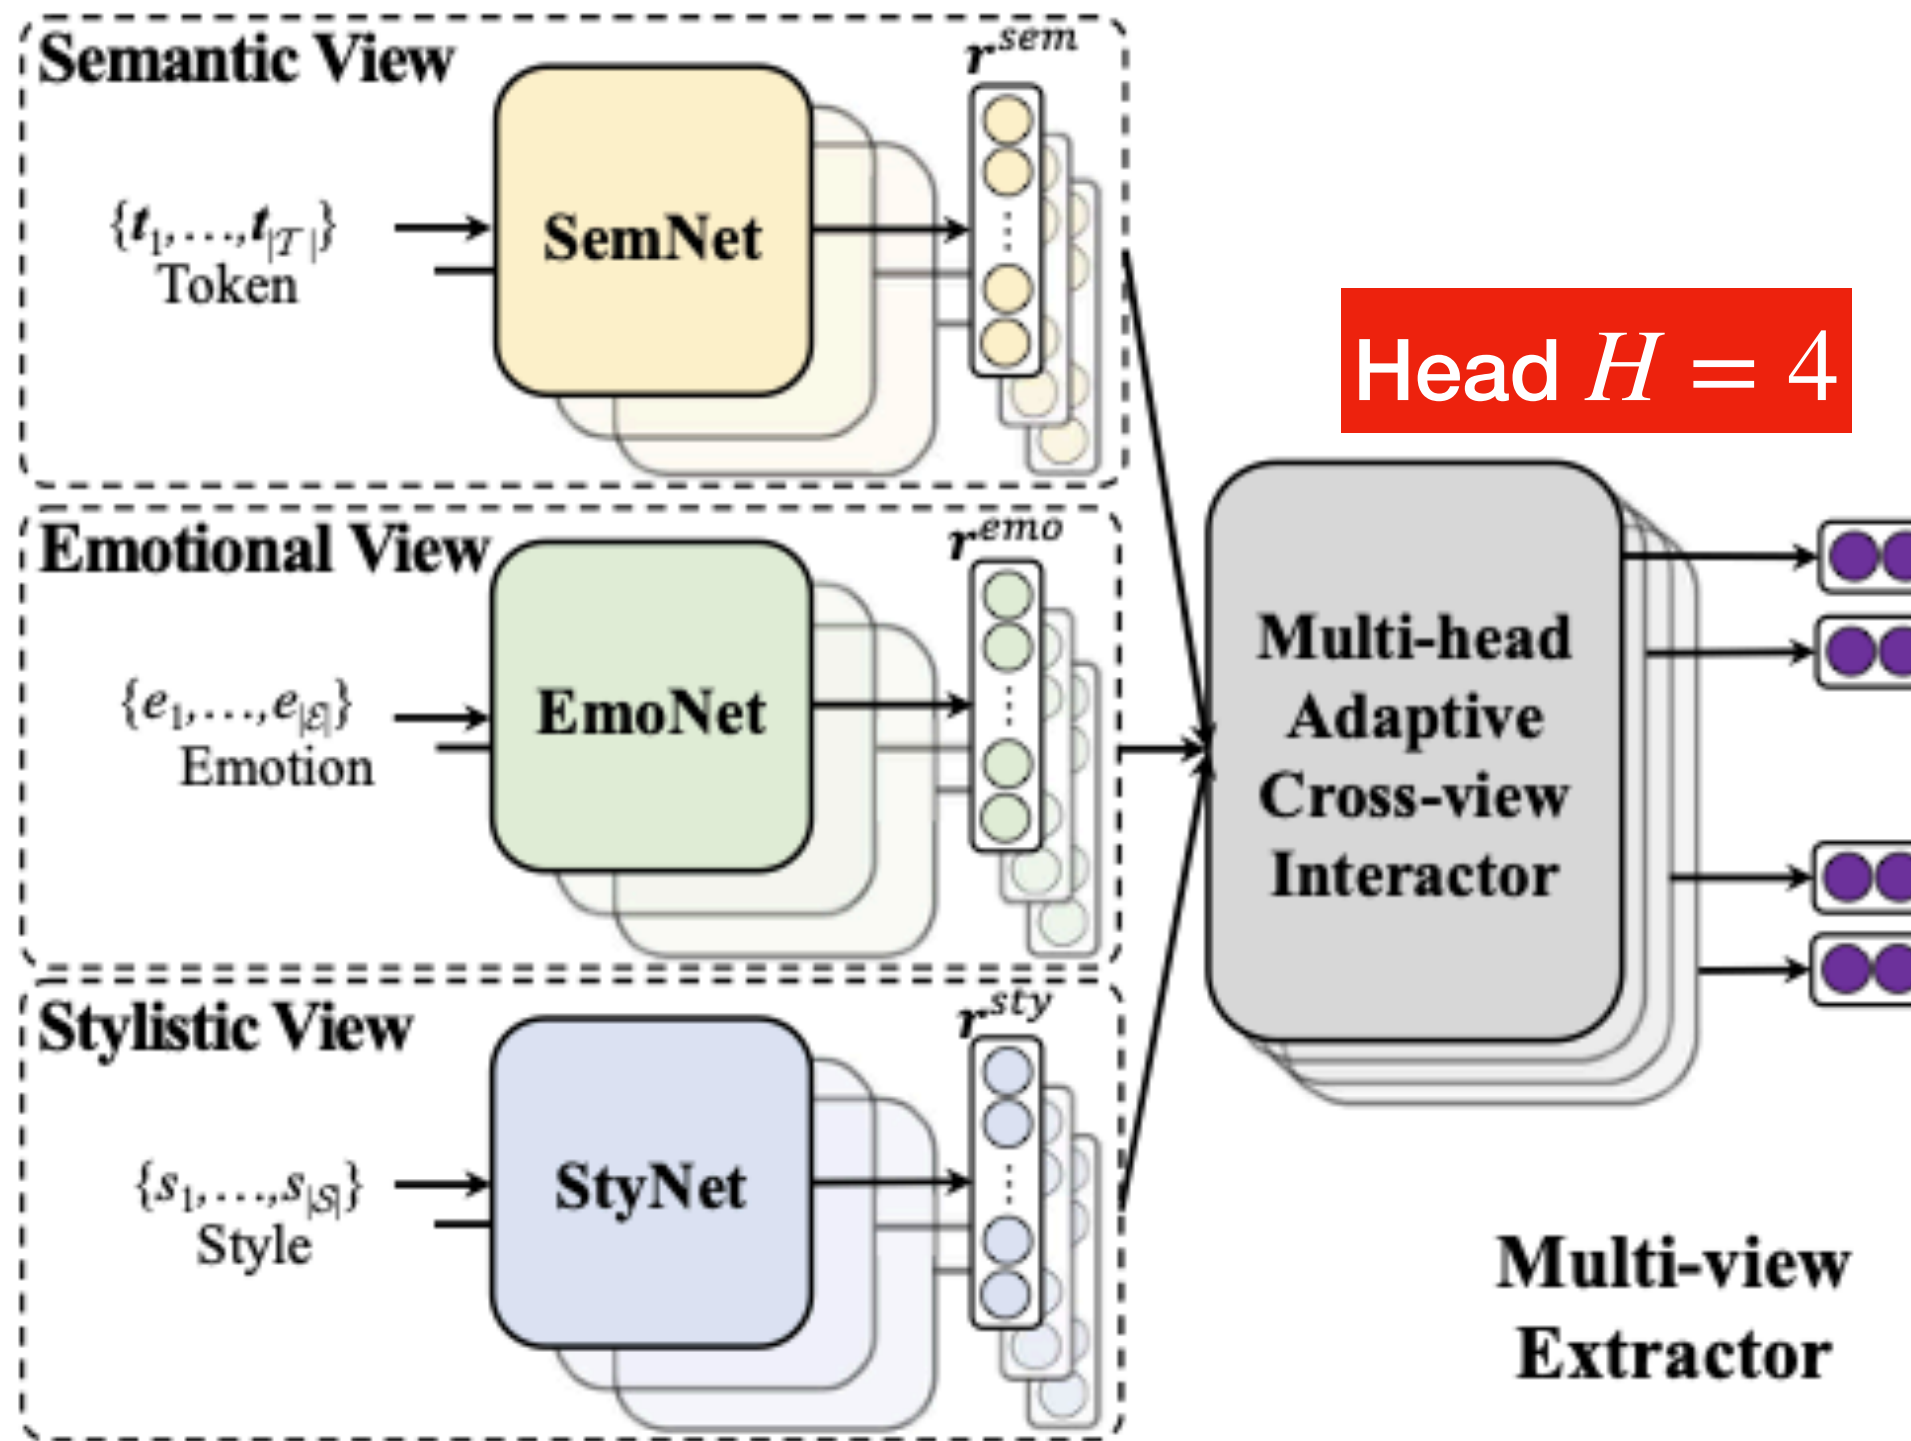 Semantic View
r^{sem}
SemNet
{t_1,…,t_{|𝒯|}}
Token
Head H = 4
Emotional View
r^{emo}
EmoNet
{e_1,…,e_{|ℰ|}}
Emotion
Multi-head
Adaptive
Cross-view
Interactor
Stylistic View
r^{sty}
StyNet
{s_1,…,s_{|𝒮|}}
Style
Multi-view
Extractor